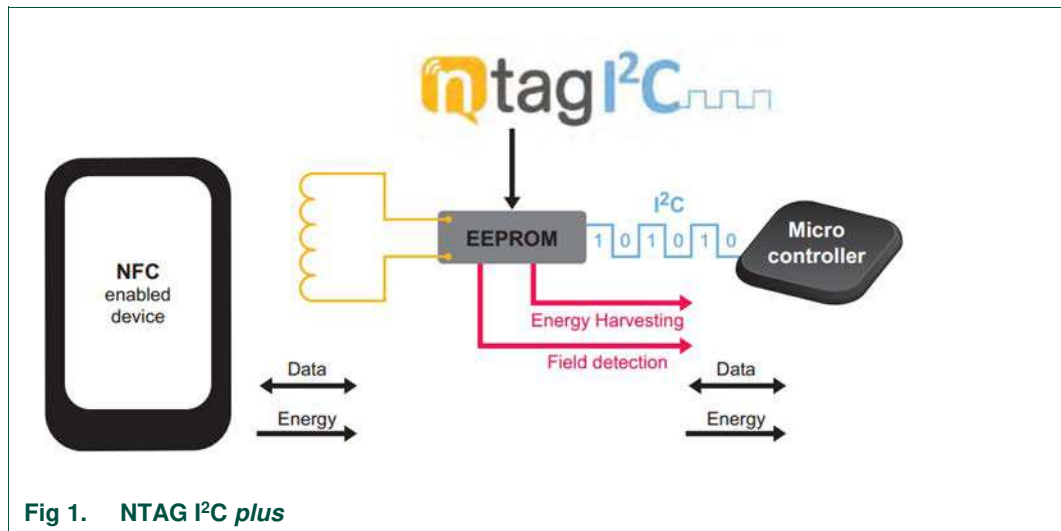 ntag I²C
NFC
enabled
device
EEPROM
I²C
1 0 1 0 1 0
Micro
controller
Energy Harvesting
Field detection
Data
Energy
Data
Energy
Fig 1. NTAG I²C plus